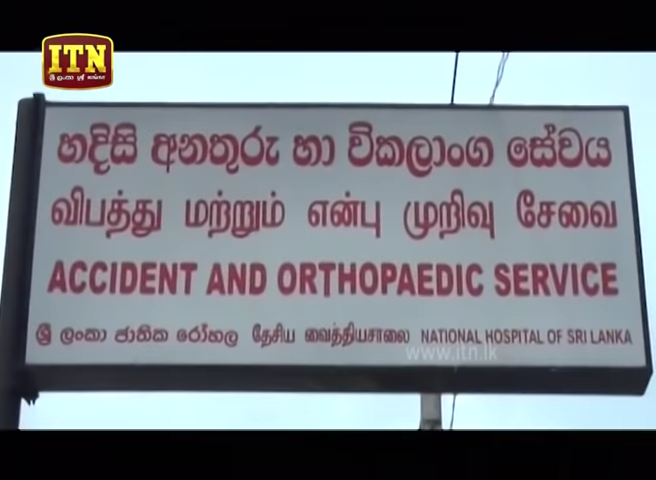 ITN
ශ්‍රී ලංකා இலங்கை
හදිසි අනතුරු හා විකලාංග සේවය
விபத்து மற்றும் என்பு முறிவு சேவை
ACCIDENT AND ORTHOPAEDIC SERVICE
ශ්‍රී ලංකා ජාතික රෝහල தேசிய வைத்தியசாலை NATIONAL HOSPITAL OF SRI LANKA
www.itn.lk